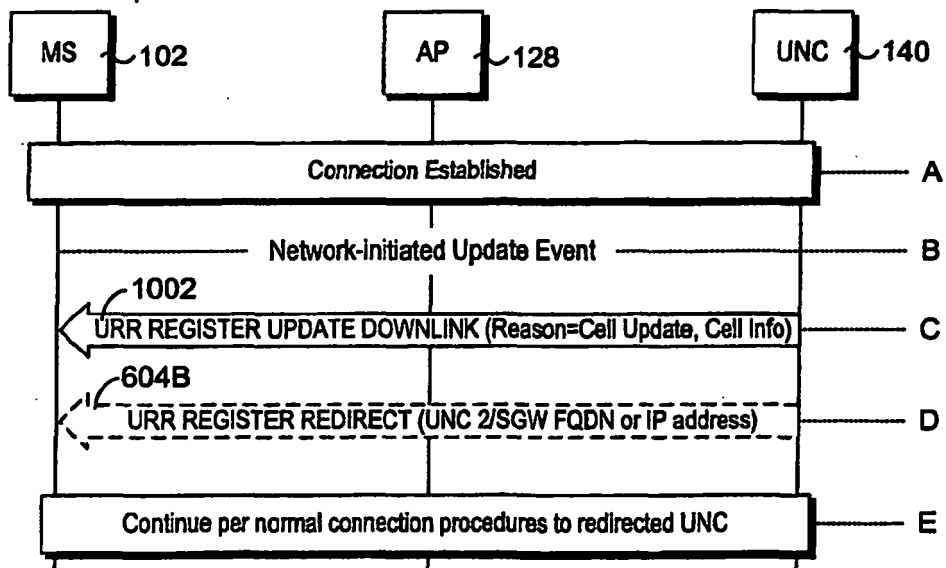 MS 102 AP 128 UNC 140
Connection Established A
Network-initiated Update Event B
1002
URR REGISTER UPDATE DOWNLINK (Reason=Cell Update, Cell Info) C
604B
URR REGISTER REDIRECT (UNC 2/SGW FQDN or IP address) D
Continue per normal connection procedures to redirected UNC E